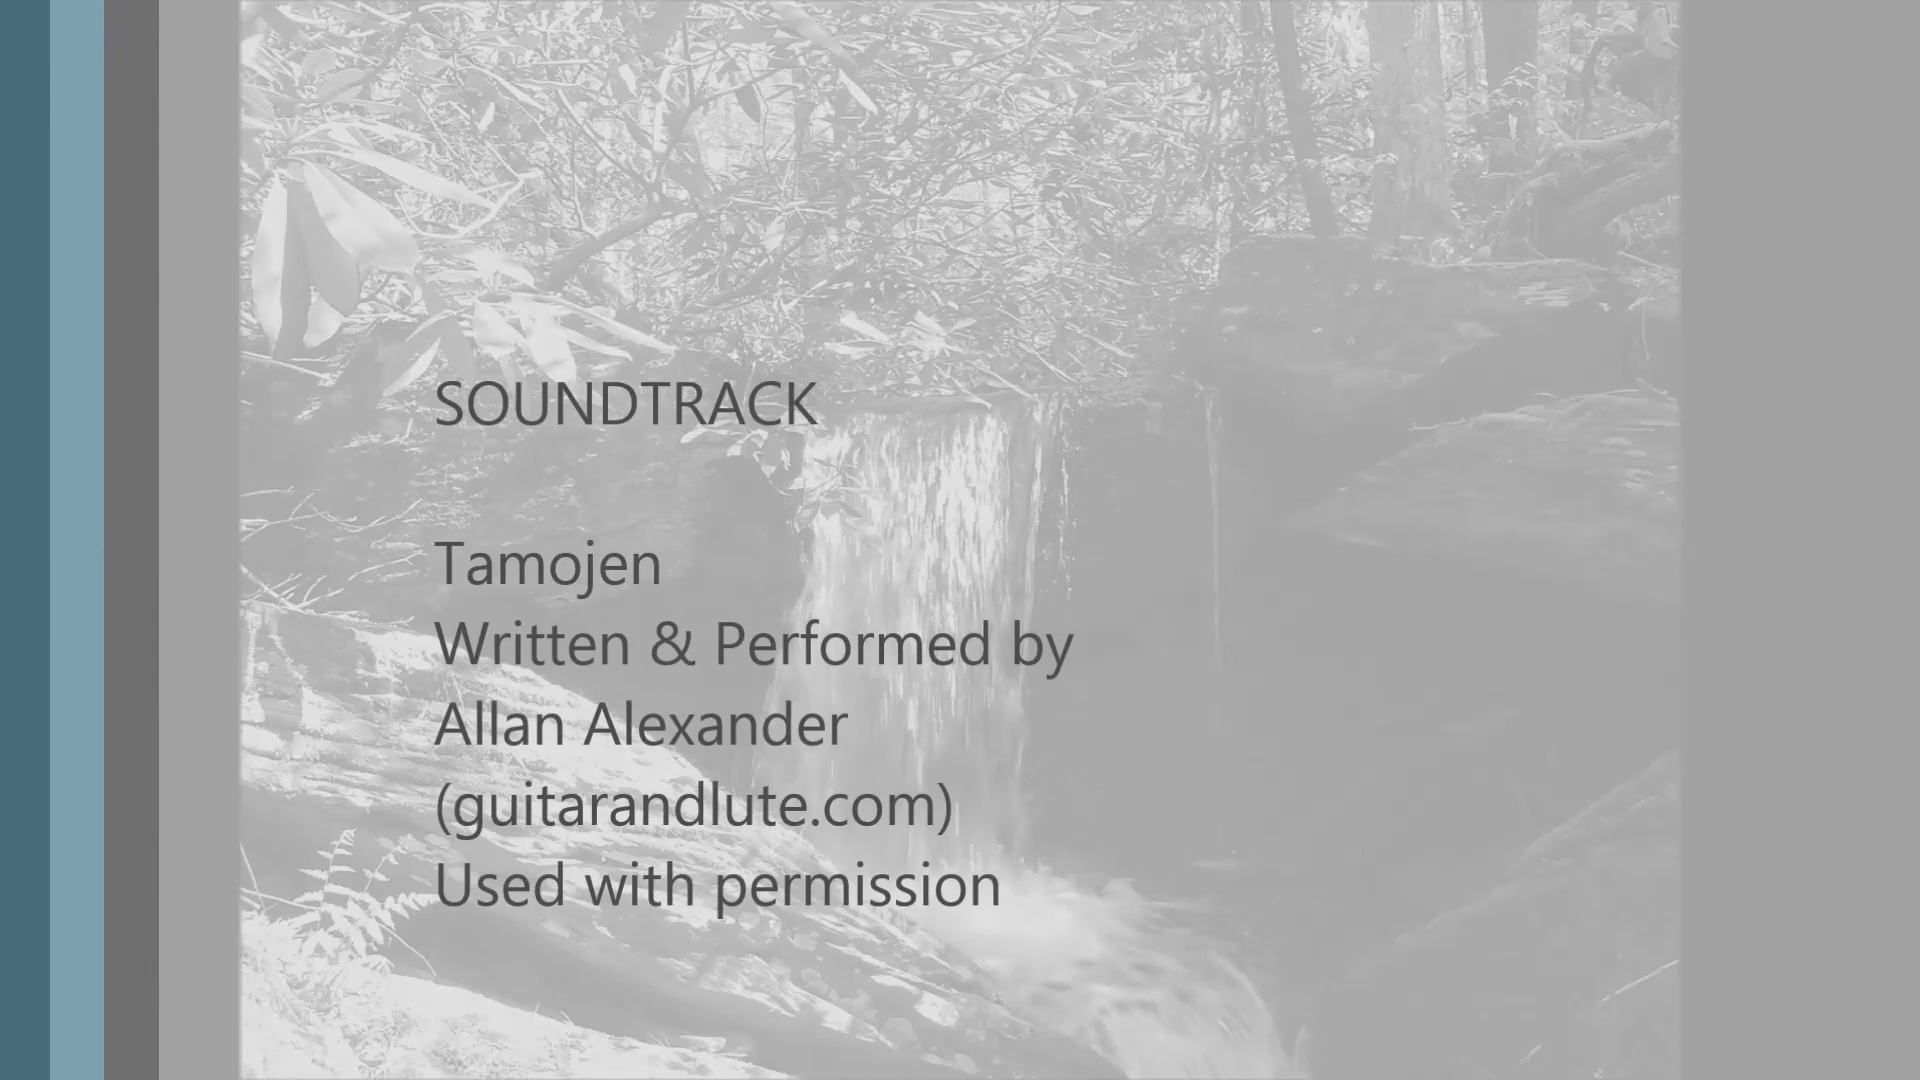 SOUNDTRACK
Tamojen
Written & Performed by
Allan Alexander
(guitarandlute.com)
Used with permission